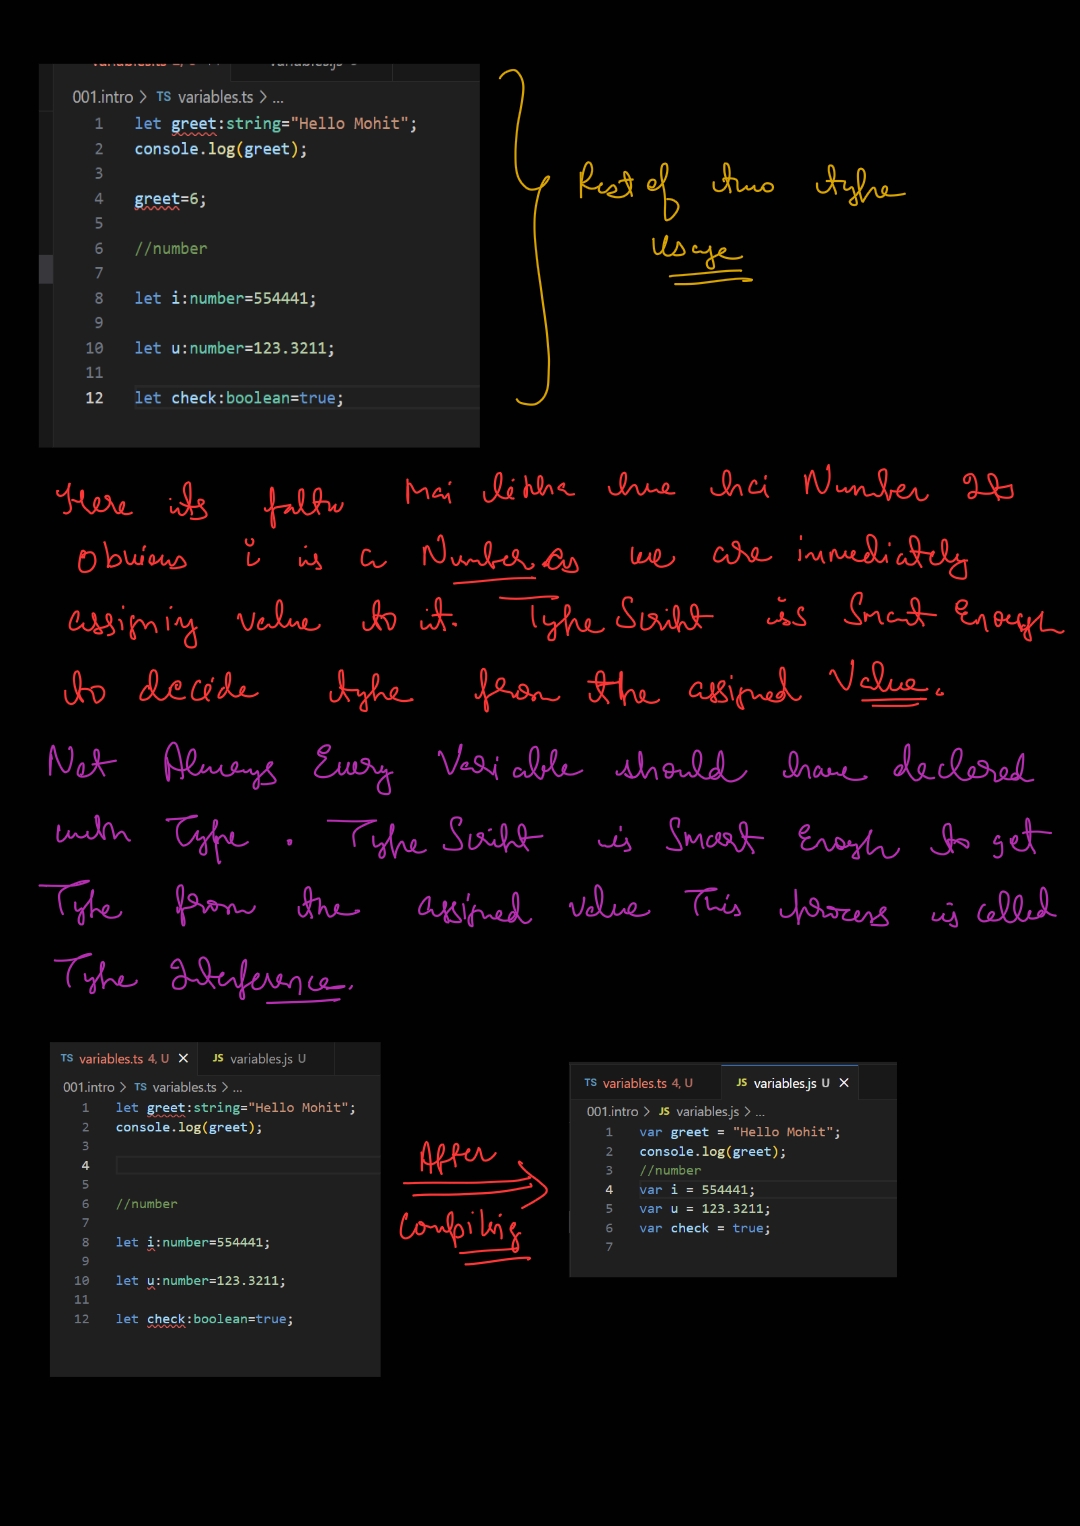 001.intro > TS variables.ts > ...
1 let greet:string="Hello Mohit";
2 console.log(greet);
3
4 greet=6;
5
6 //number
7
8 let i:number=554441;
9
10 let u:number=123.3211;
11
12 let check:boolean=true;
Rest of two type
Usage
Here its faltu Mai likha hue hai Number Its
Obvious i is a Number as we are immediately
assigning value to it. Type Script is Smart Enough
to decide type from the assigned Value.
Not Always Every Variable should have declared
with Type. Type Script is Smart Enough to get
Type from the assigned value This process is called
Type Interference.
TS variables.ts 4, U × JS variables.js U
001.intro > TS variables.ts > ...
1 let greet:string="Hello Mohit";
2 console.log(greet);
3
4
5
6 //number
7
8 let i:number=554441;
9
10 let u:number=123.3211;
11
12 let check:boolean=true;
After
Compiling
TS variables.ts 4, U JS variables.js U ×
001.intro > JS variables.js > ...
1 var greet = "Hello Mohit";
2 console.log(greet);
3 //number
4 var i = 554441;
5 var u = 123.3211;
6 var check = true;
7